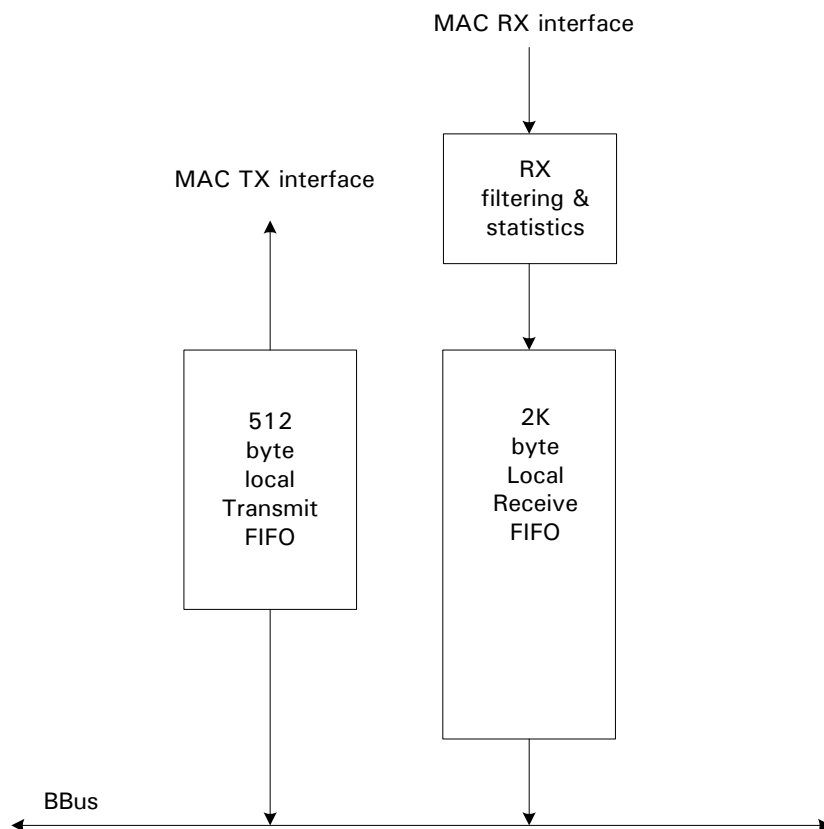 MAC RX interface
RX
filtering &
statistics
MAC TX interface
512
byte
local
Transmit
FIFO
2K
byte
Local
Receive
FIFO
BBus